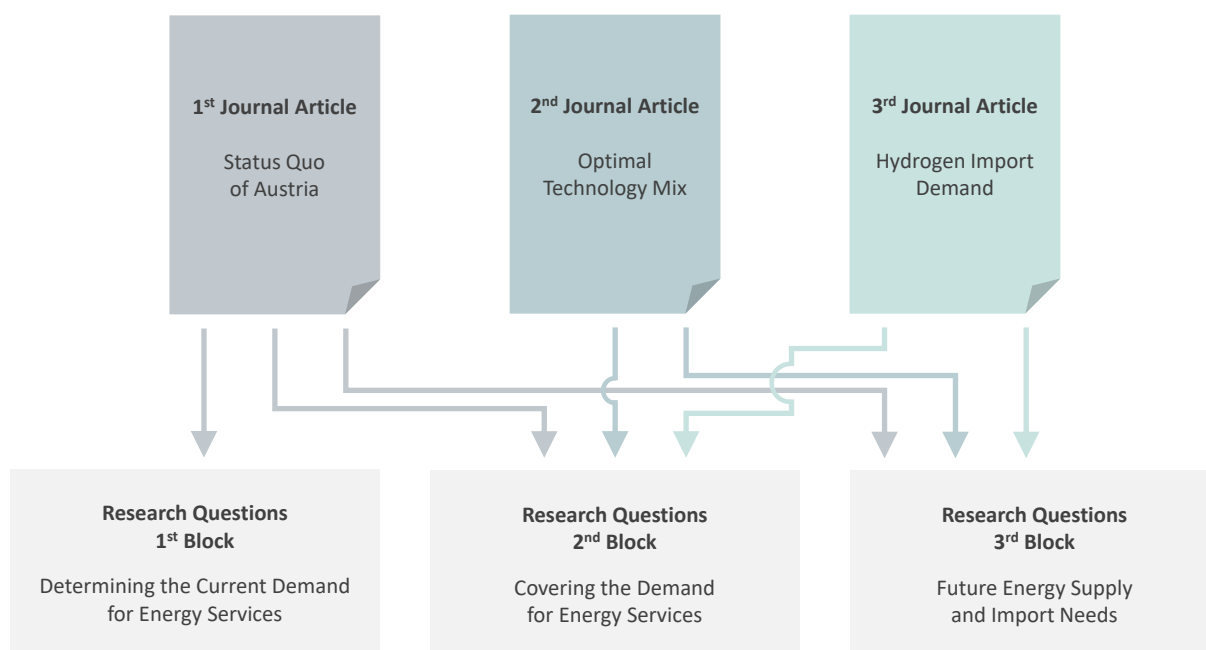 1st Journal Article
Status Quo
of Austria
2nd Journal Article
Optimal
Technology Mix
3rd Journal Article
Hydrogen Import
Demand
Research Questions
1st Block
Determining the Current Demand
for Energy Services
Research Questions
2nd Block
Covering the Demand
for Energy Services
Research Questions
3rd Block
Future Energy Supply
and Import Needs